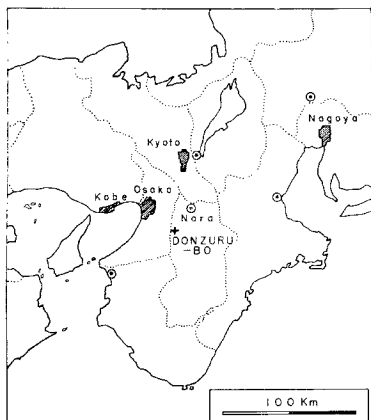 Nagoya
Kyoto
Kobe
Osaka
Nara
DONZURU
-BO
100 Km